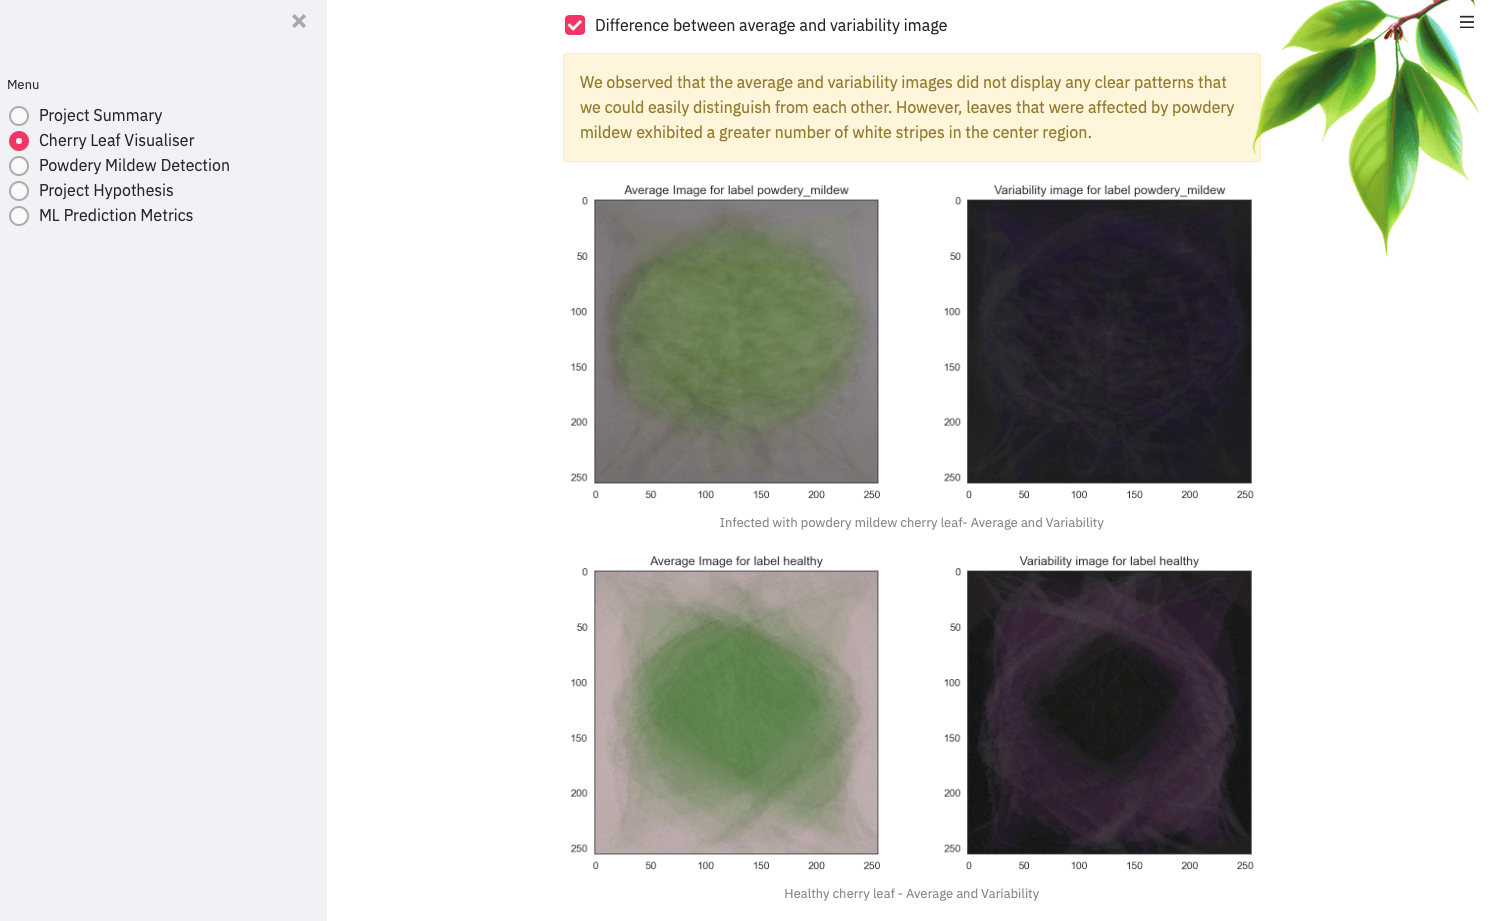 Menu
Project Summary
Cherry Leaf Visualiser
Powdery Mildew Detection
Project Hypothesis
ML Prediction Metrics
Difference between average and variability image
We observed that the average and variability images did not display any clear patterns that
we could easily distinguish from each other. However, leaves that were affected by powdery
mildew exhibited a greater number of white stripes in the center region.
Average Image for label powdery_mildew
0
50
100
150
200
250
0 50 100 150 200 250
Variability image for label powdery_mildew
0
50
100
150
200
250
0 50 100 150 200 250
Infected with powdery mildew cherry leaf- Average and Variability
Average Image for label healthy
0
50
100
150
200
250
0 50 100 150 200 250
Variability image for label healthy
0
50
100
150
200
250
0 50 100 150 200 250
Healthy cherry leaf - Average and Variability